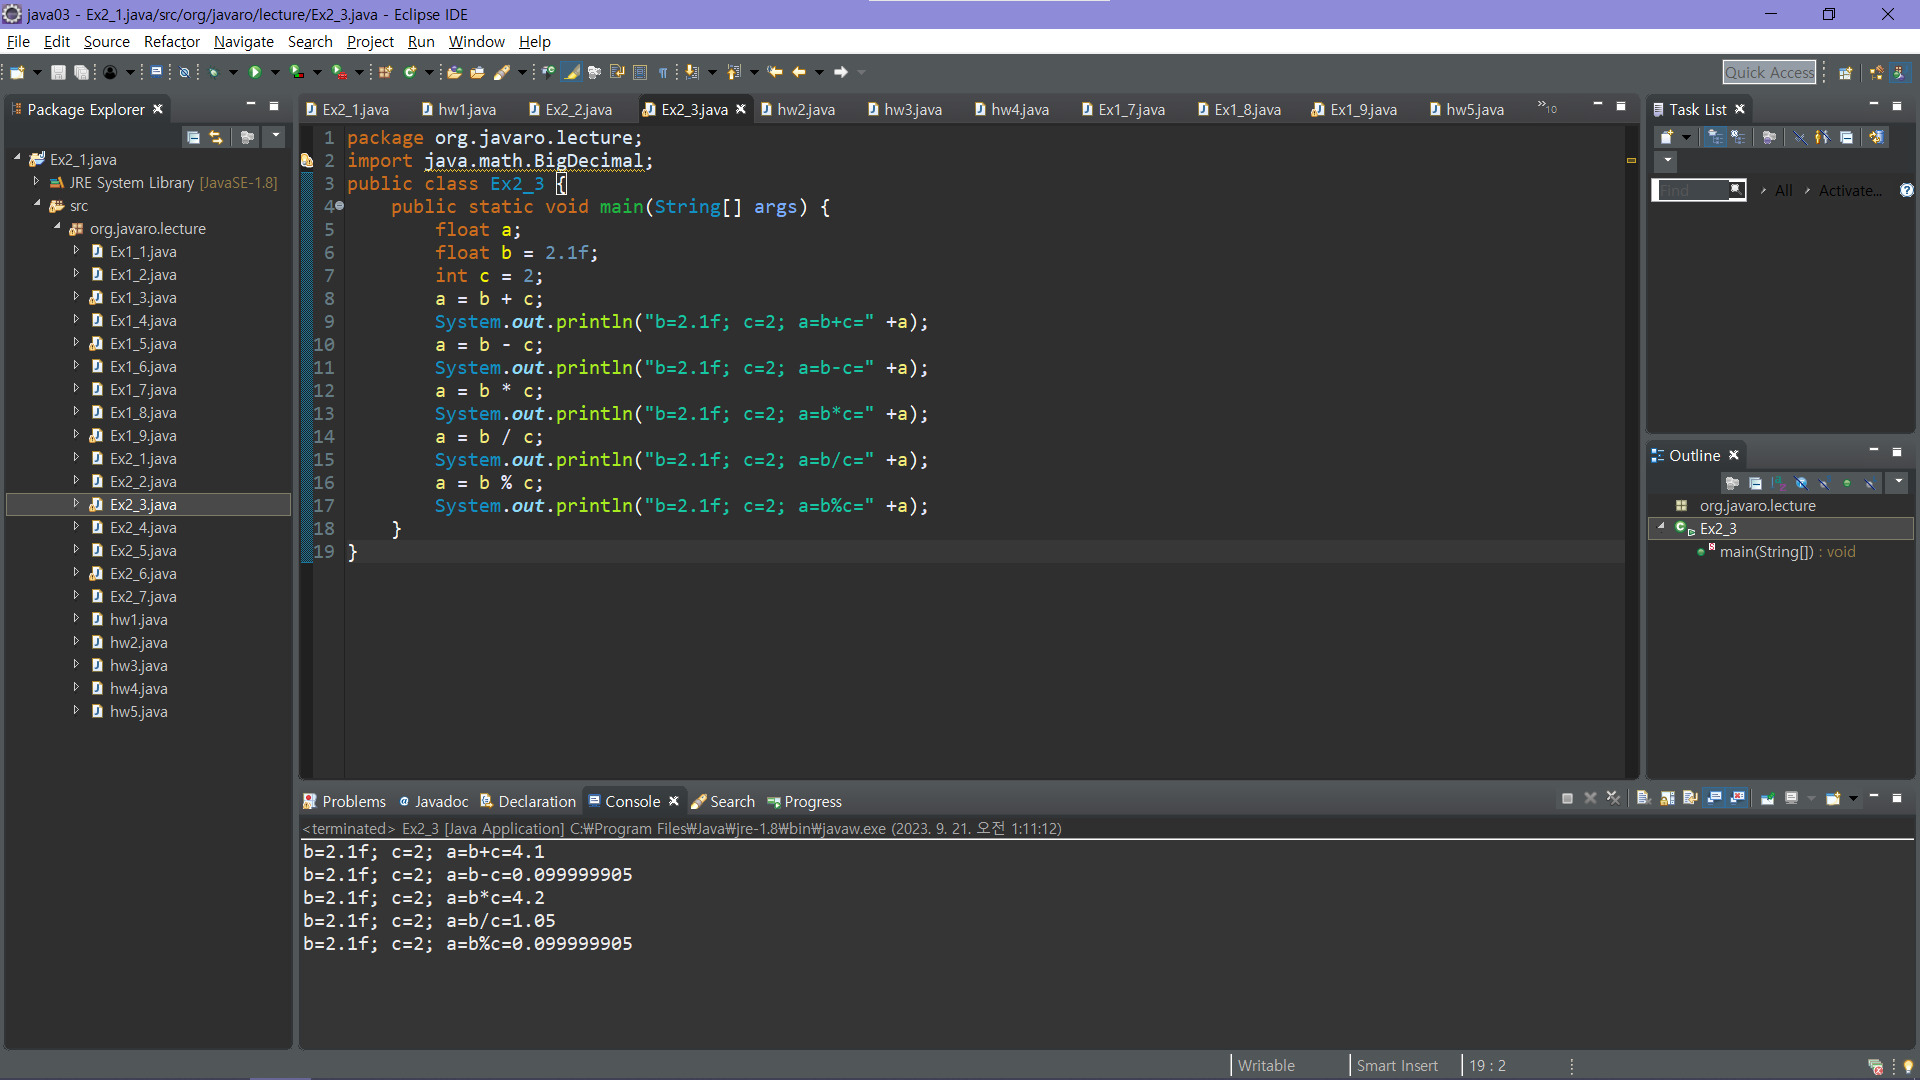 java03 - Ex2_1.java/src/org/javaro/lecture/Ex2_3.java - Eclipse IDE
File Edit Source Refactor Navigate Search Project Run Window Help
Quick Access
Package Explorer
Ex2_1.java
JRE System Library [JavaSE-1.8]
src
org.javaro.lecture
Ex1_1.java
Ex1_2.java
Ex1_3.java
Ex1_4.java
Ex1_5.java
Ex1_6.java
Ex1_7.java
Ex1_8.java
Ex1_9.java
Ex2_1.java
Ex2_2.java
Ex2_3.java
Ex2_4.java
Ex2_5.java
Ex2_6.java
Ex2_7.java
hw1.java
hw2.java
hw3.java
hw4.java
hw5.java
Ex2_1.java hw1.java Ex2_2.java Ex2_3.java hw2.java hw3.java hw4.java Ex1_7.java Ex1_8.java Ex1_9.java hw5.java »10
1 package org.javaro.lecture;
2 import java.math.BigDecimal;
3 public class Ex2_3 {
4 public static void main(String[] args) {
5 float a;
6 float b = 2.1f;
7 int c = 2;
8 a = b + c;
9 System.out.println("b=2.1f; c=2; a=b+c=" +a);
10 a = b - c;
11 System.out.println("b=2.1f; c=2; a=b-c=" +a);
12 a = b * c;
13 System.out.println("b=2.1f; c=2; a=b*c=" +a);
14 a = b / c;
15 System.out.println("b=2.1f; c=2; a=b/c=" +a);
16 a = b % c;
17 System.out.println("b=2.1f; c=2; a=b%c=" +a);
18 }
19 }
Task List
Find All Activate...
Outline
org.javaro.lecture
Ex2_3
main(String[]) : void
Problems Javadoc Declaration Console Search Progress
<terminated> Ex2_3 [Java Application] C:₩Program Files₩Java₩jre-1.8₩bin₩javaw.exe (2023. 9. 21. 오전 1:11:12)
b=2.1f; c=2; a=b+c=4.1
b=2.1f; c=2; a=b-c=0.099999905
b=2.1f; c=2; a=b*c=4.2
b=2.1f; c=2; a=b/c=1.05
b=2.1f; c=2; a=b%c=0.099999905
Writable Smart Insert 19 : 2